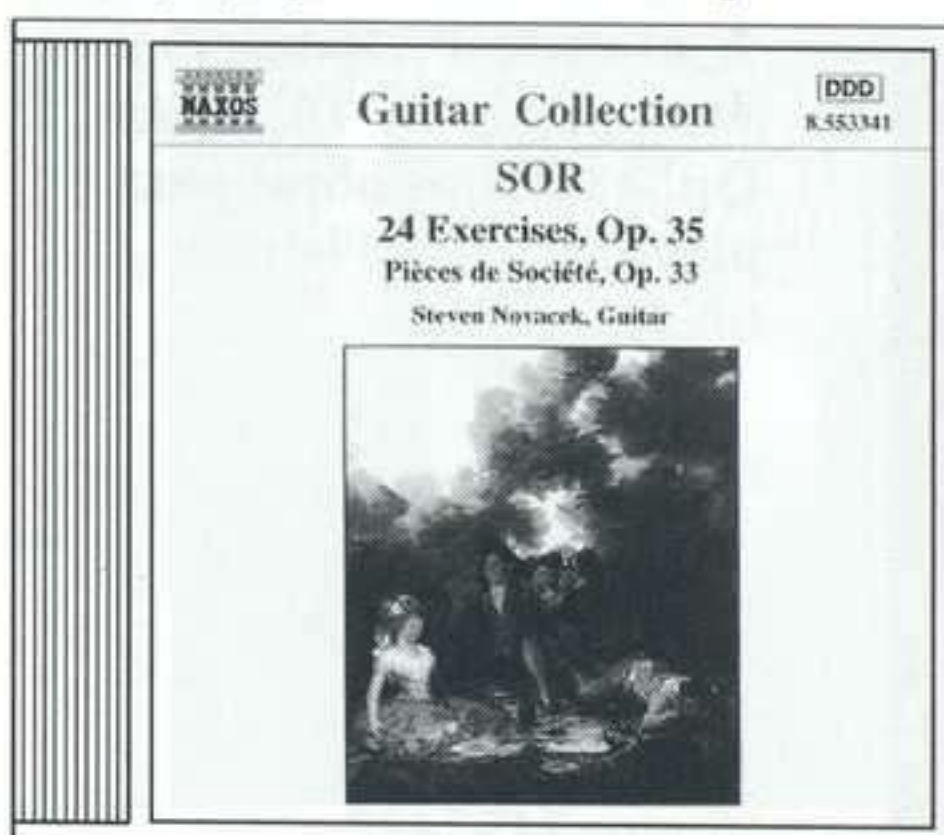 NAXOS
Guitar Collection
DDD
8.553341
SOR
24 Exercises, Op. 35
Pièces de Société, Op. 33
Steven Novacek, Guitar